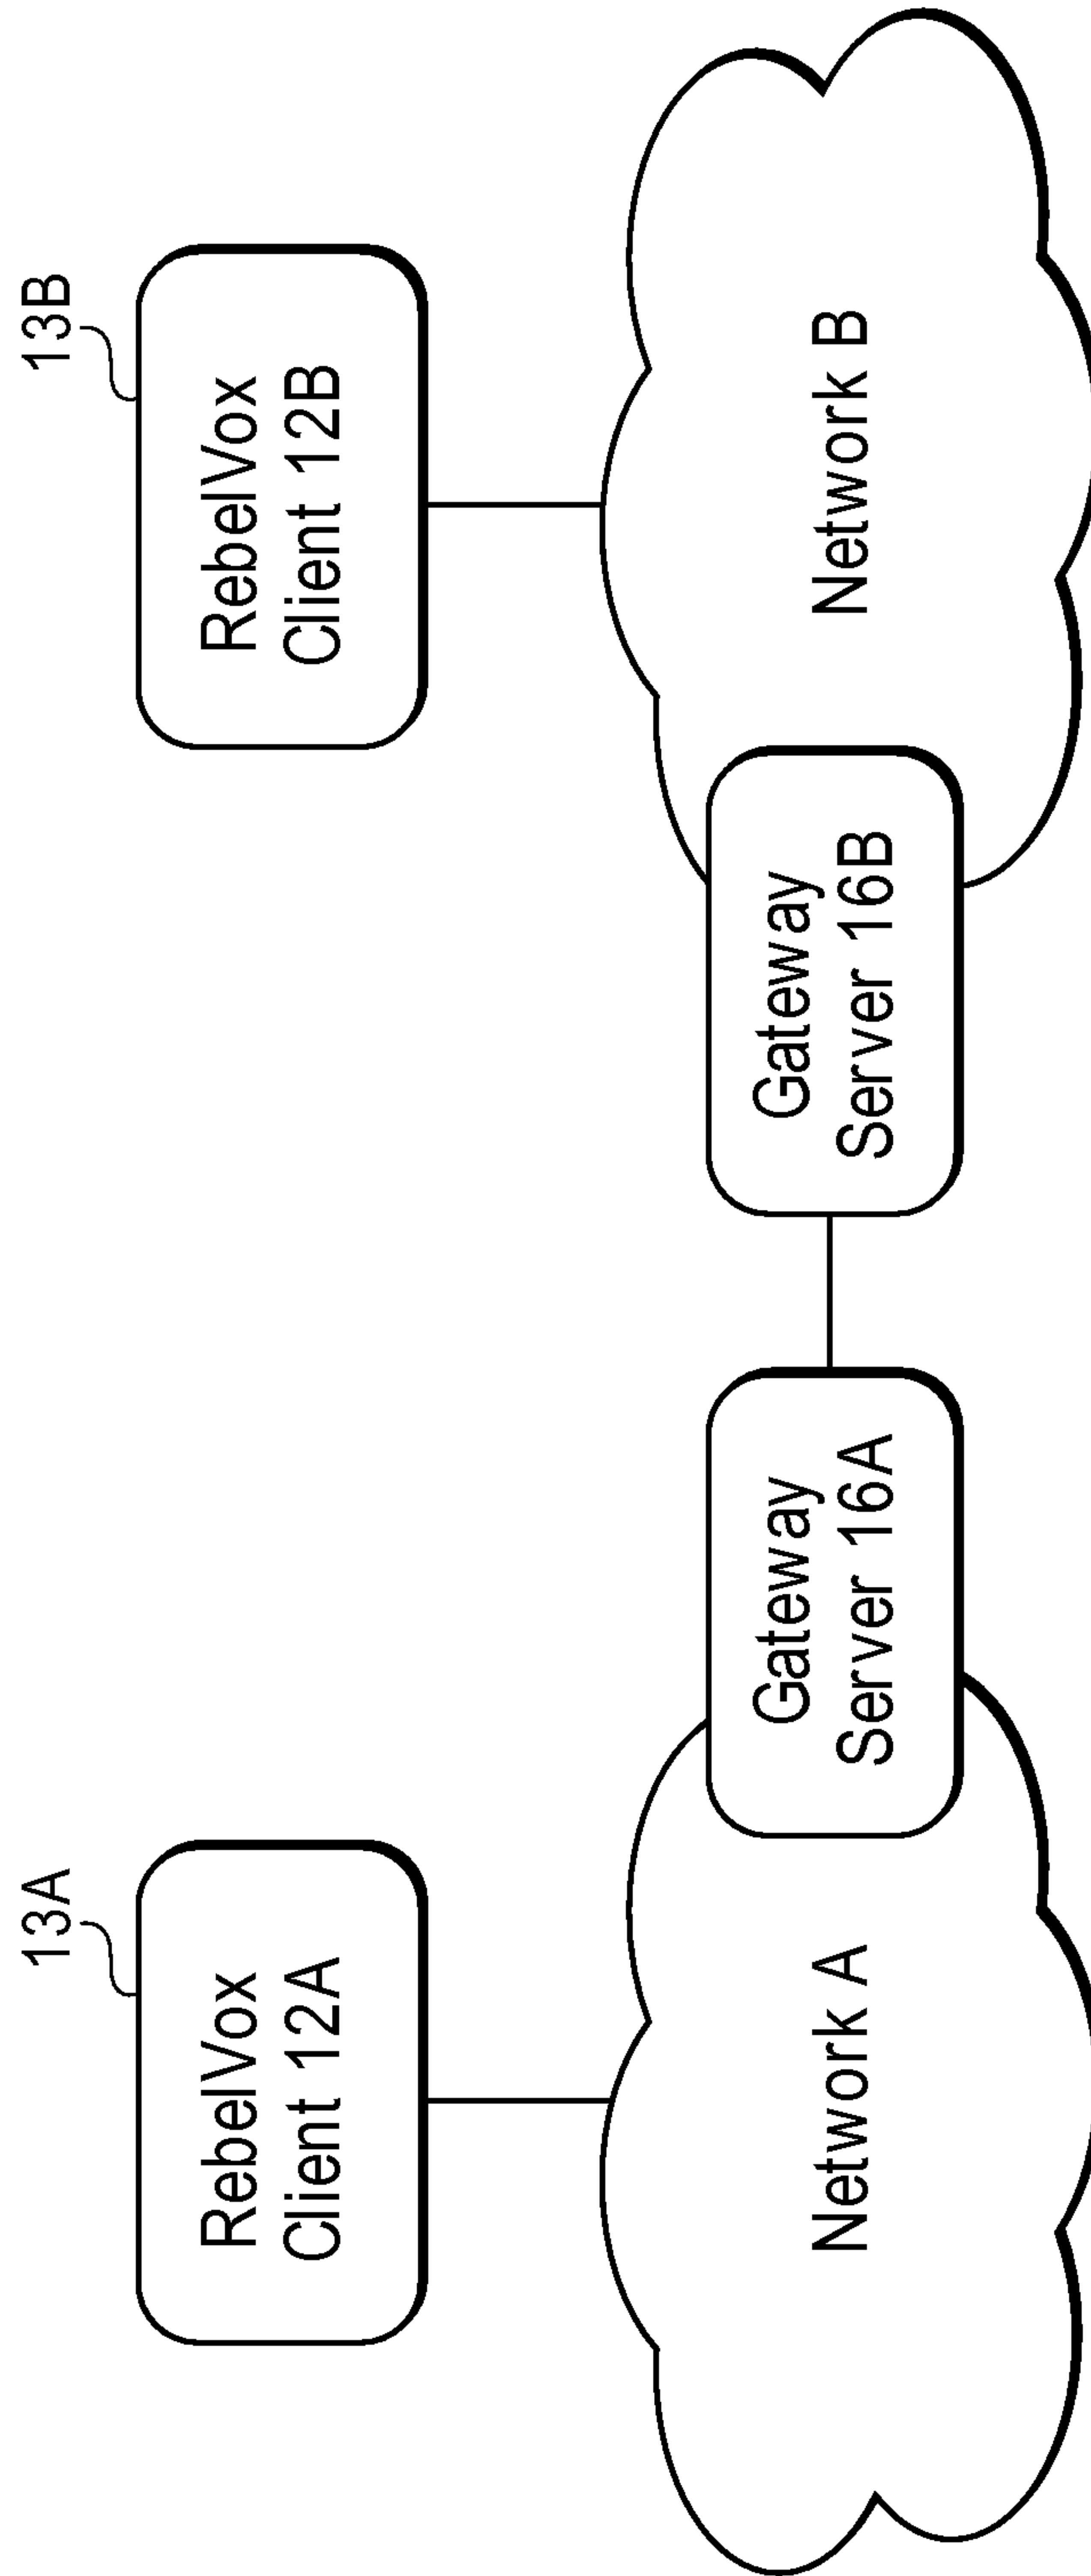 13A
RebelVox
Client 12A
13B
RebelVox
Client 12B
Network A
Gateway
Server 16A
Gateway
Server 16B
Network B